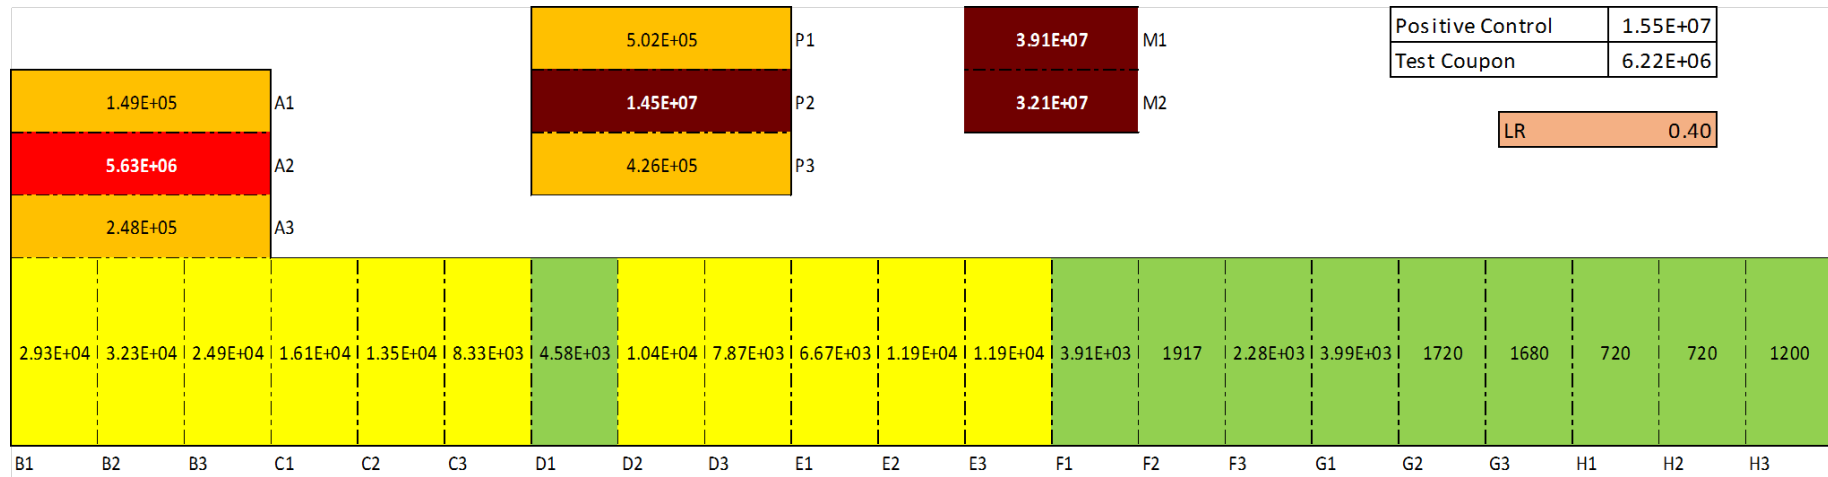 5.02E+05 P1 3.91E+07 M1 Positive Control 1.55E+07
Test Coupon 6.22E+06
1.49E+05 A1 1.45E+07 P2 3.21E+07 M2
LR 0.40
5.63E+06 A2 4.26E+05 P3
2.48E+05 A3
2.93E+04 3.23E+04 2.49E+04 1.61E+04 1.35E+04 8.33E+03 4.58E+03 1.04E+04 7.87E+03 6.67E+03 1.19E+04 1.19E+04 3.91E+03 1917 2.28E+03 3.99E+03 1720 1680 720 720 1200
B1 B2 B3 C1 C2 C3 D1 D2 D3 E1 E2 E3 F1 F2 F3 G1 G2 G3 H1 H2 H3